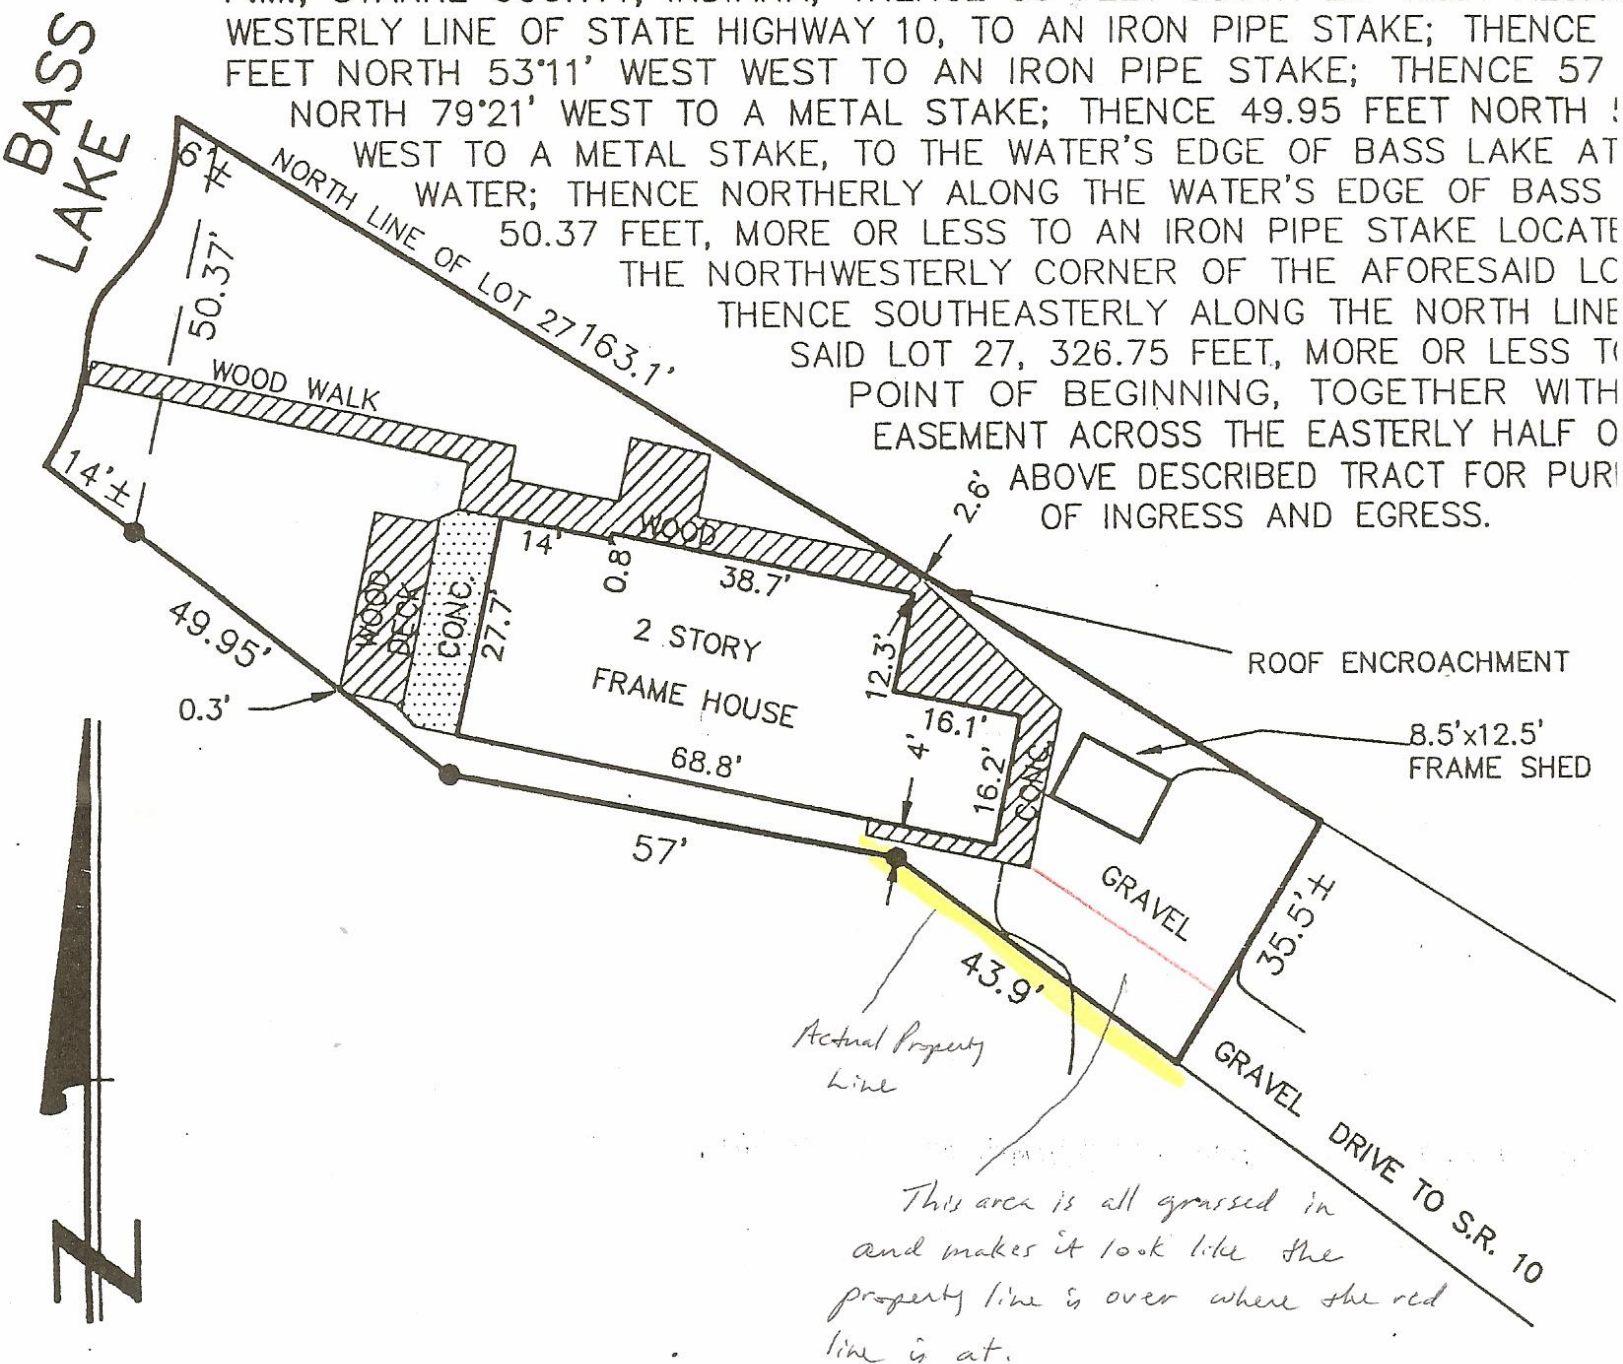 WESTERLY LINE OF STATE HIGHWAY 10, TO AN IRON PIPE STAKE; THENCE
FEET NORTH 53°11' WEST WEST TO AN IRON PIPE STAKE; THENCE 57
NORTH 79°21' WEST TO A METAL STAKE; THENCE 49.95 FEET NORTH
WEST TO A METAL STAKE, TO THE WATER'S EDGE OF BASS LAKE AT
WATER; THENCE NORTHERLY ALONG THE WATER'S EDGE OF BASS
50.37 FEET, MORE OR LESS TO AN IRON PIPE STAKE LOCATE
THE NORTHWESTERLY CORNER OF THE AFORESAID LO
THENCE SOUTHEASTERLY ALONG THE NORTH LINE
SAID LOT 27, 326.75 FEET, MORE OR LESS T
POINT OF BEGINNING, TOGETHER WITH
EASEMENT ACROSS THE EASTERLY HALF O
ABOVE DESCRIBED TRACT FOR PUR
OF INGRESS AND EGRESS.
BASS
LAKE
6'±
NORTH LINE OF LOT 27 163.1'
50.37'
WOOD WALK
14'±
2.6'
WOOD
14'
0.8'
38.7'
49.95'
WOOD
DECK
CONC.
27.7'
2 STORY
FRAME HOUSE
12.3'
ROOF ENCROACHMENT
0.3'
16.1'
8.5'x12.5'
FRAME SHED
68.8'
4'
16.2'
CONC.
57'
GRAVEL
35.5'±
43.9'
Actual Property
Line
GRAVEL DRIVE TO S.R. 10
This area is all grassed in
and makes it look like the
property line is over where the red
line is at.
N